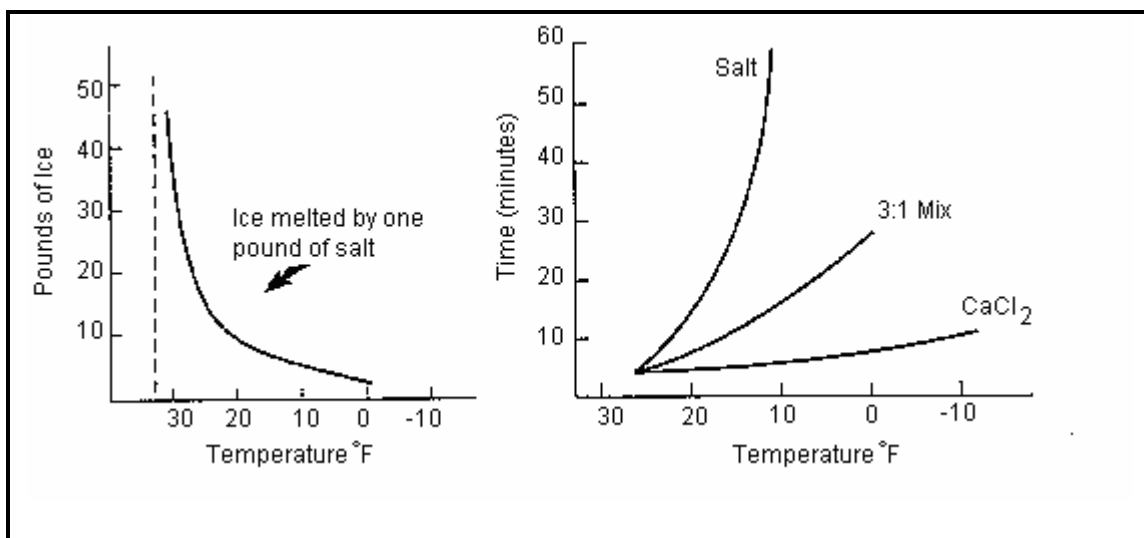 50
40
30
20
10
Pounds of Ice
Ice melted by one
pound of salt
30 20 10 0 -10
Temperature °F
60
50
40
30
20
10
Time (minutes)
Salt
3:1 Mix
CaCl₂
30 20 10 0 -10
Temperature °F